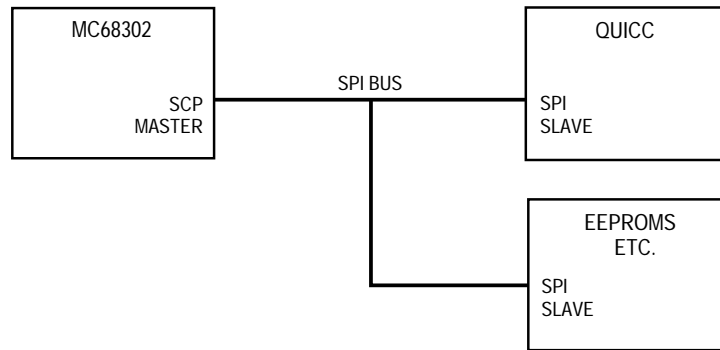 MC68302
SCP
MASTER
SPI BUS
QUICC
SPI
SLAVE
EEPROMS
ETC.
SPI
SLAVE